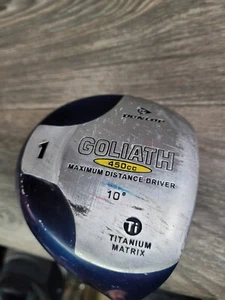 DUNLOP
1
GOLIATH
450cc
MAXIMUM DISTANCE DRIVER
10°
Ti
TITANIUM
MATRIX